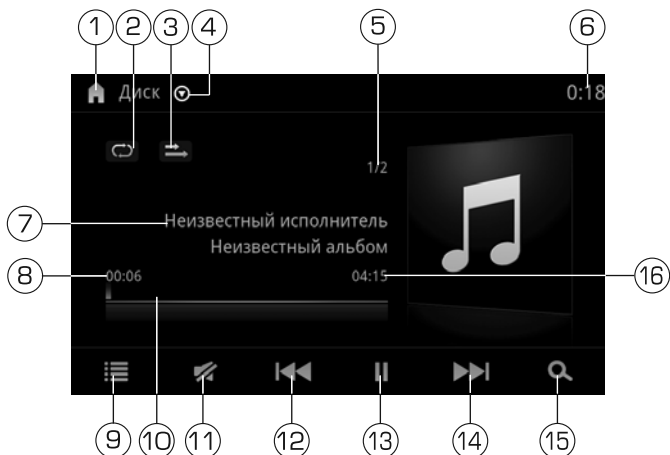 1 2 3 4 5 6
Диск 0:18
1/2
7
Неизвестный исполнитель
Неизвестный альбом
8 00:06 04:15 16
9 10 11 12 13 14 15